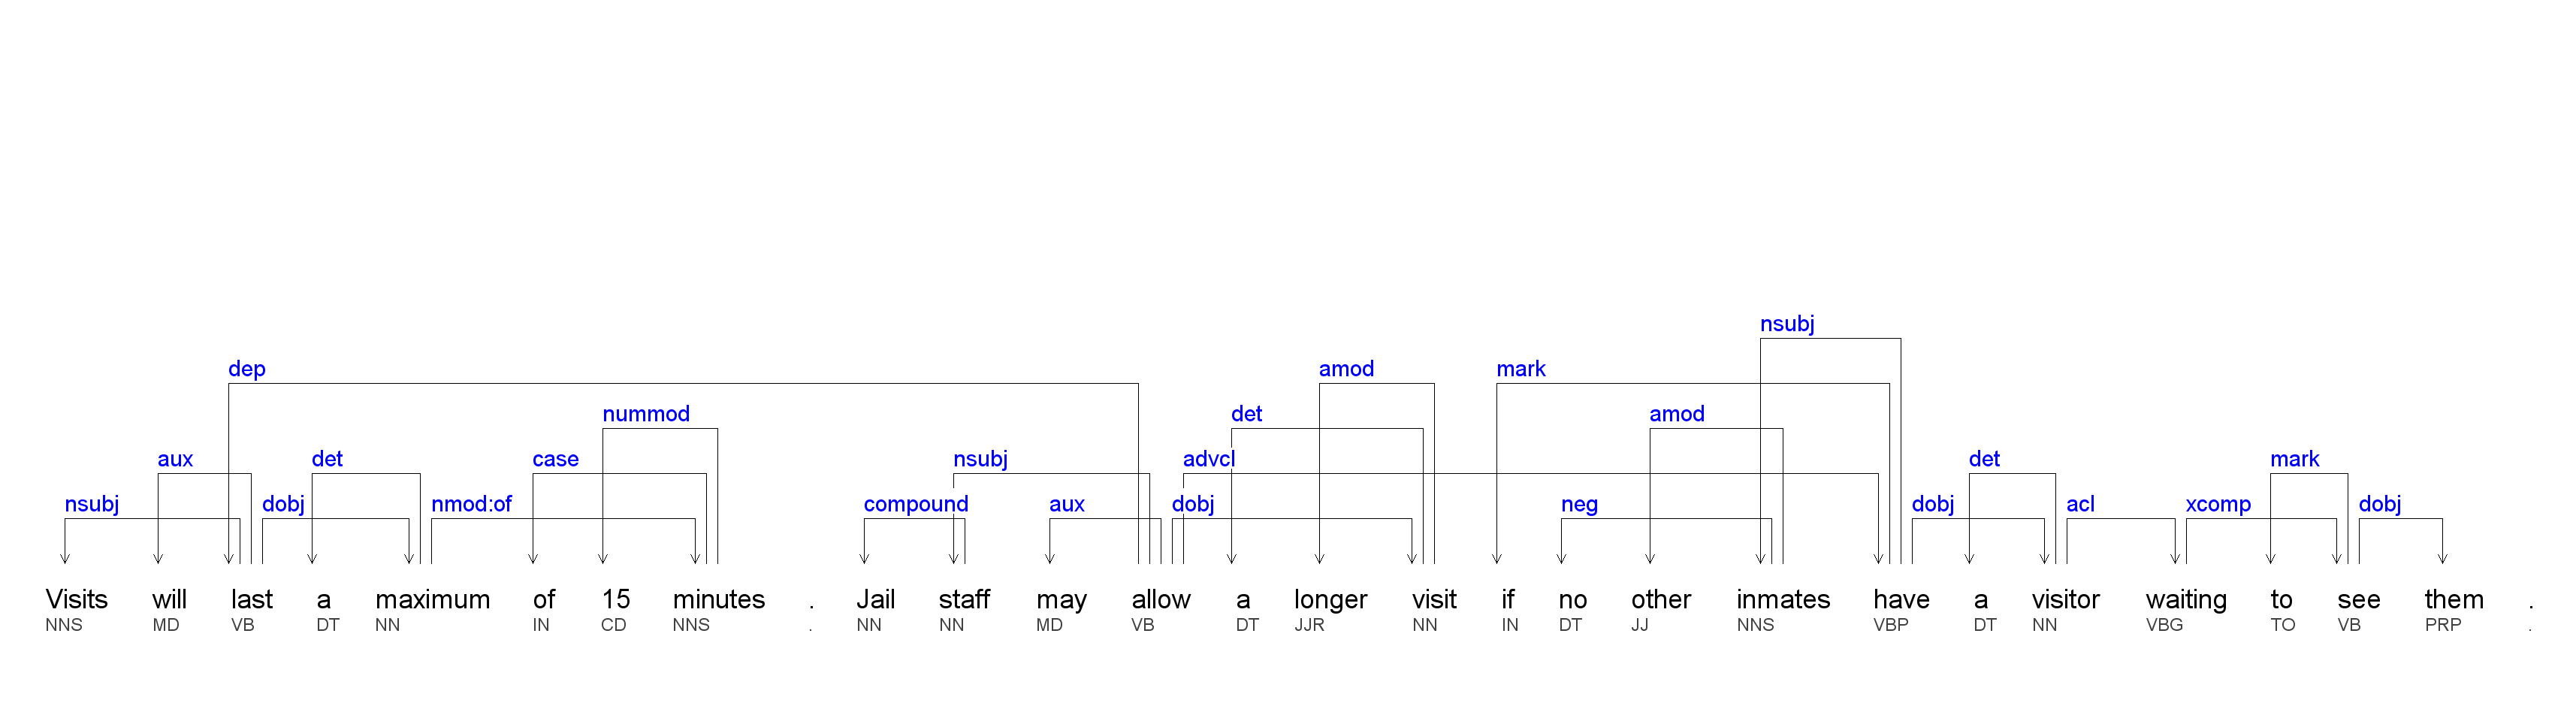 nsubj
dep amod mark
nummod det amod
aux det case nsubj advcl det mark
nsubj dobj nmod:of compound aux dobj neg dobj acl xcomp dobj
Visits will last a maximum of 15 minutes . Jail staff may allow a longer visit if no other inmates have a visitor waiting to see them .
NNS MD VB DT NN IN CD NNS . NN NN MD VB DT JJR NN IN DT JJ NNS VBP DT NN VBG TO VB PRP .